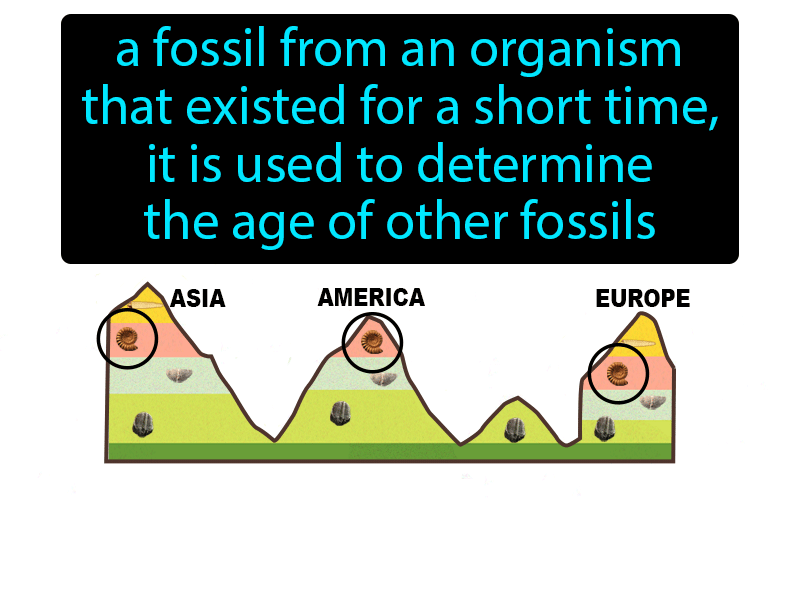 a fossil from an organism
that existed for a short time,
it is used to determine
the age of other fossils
ASIA
AMERICA
EUROPE